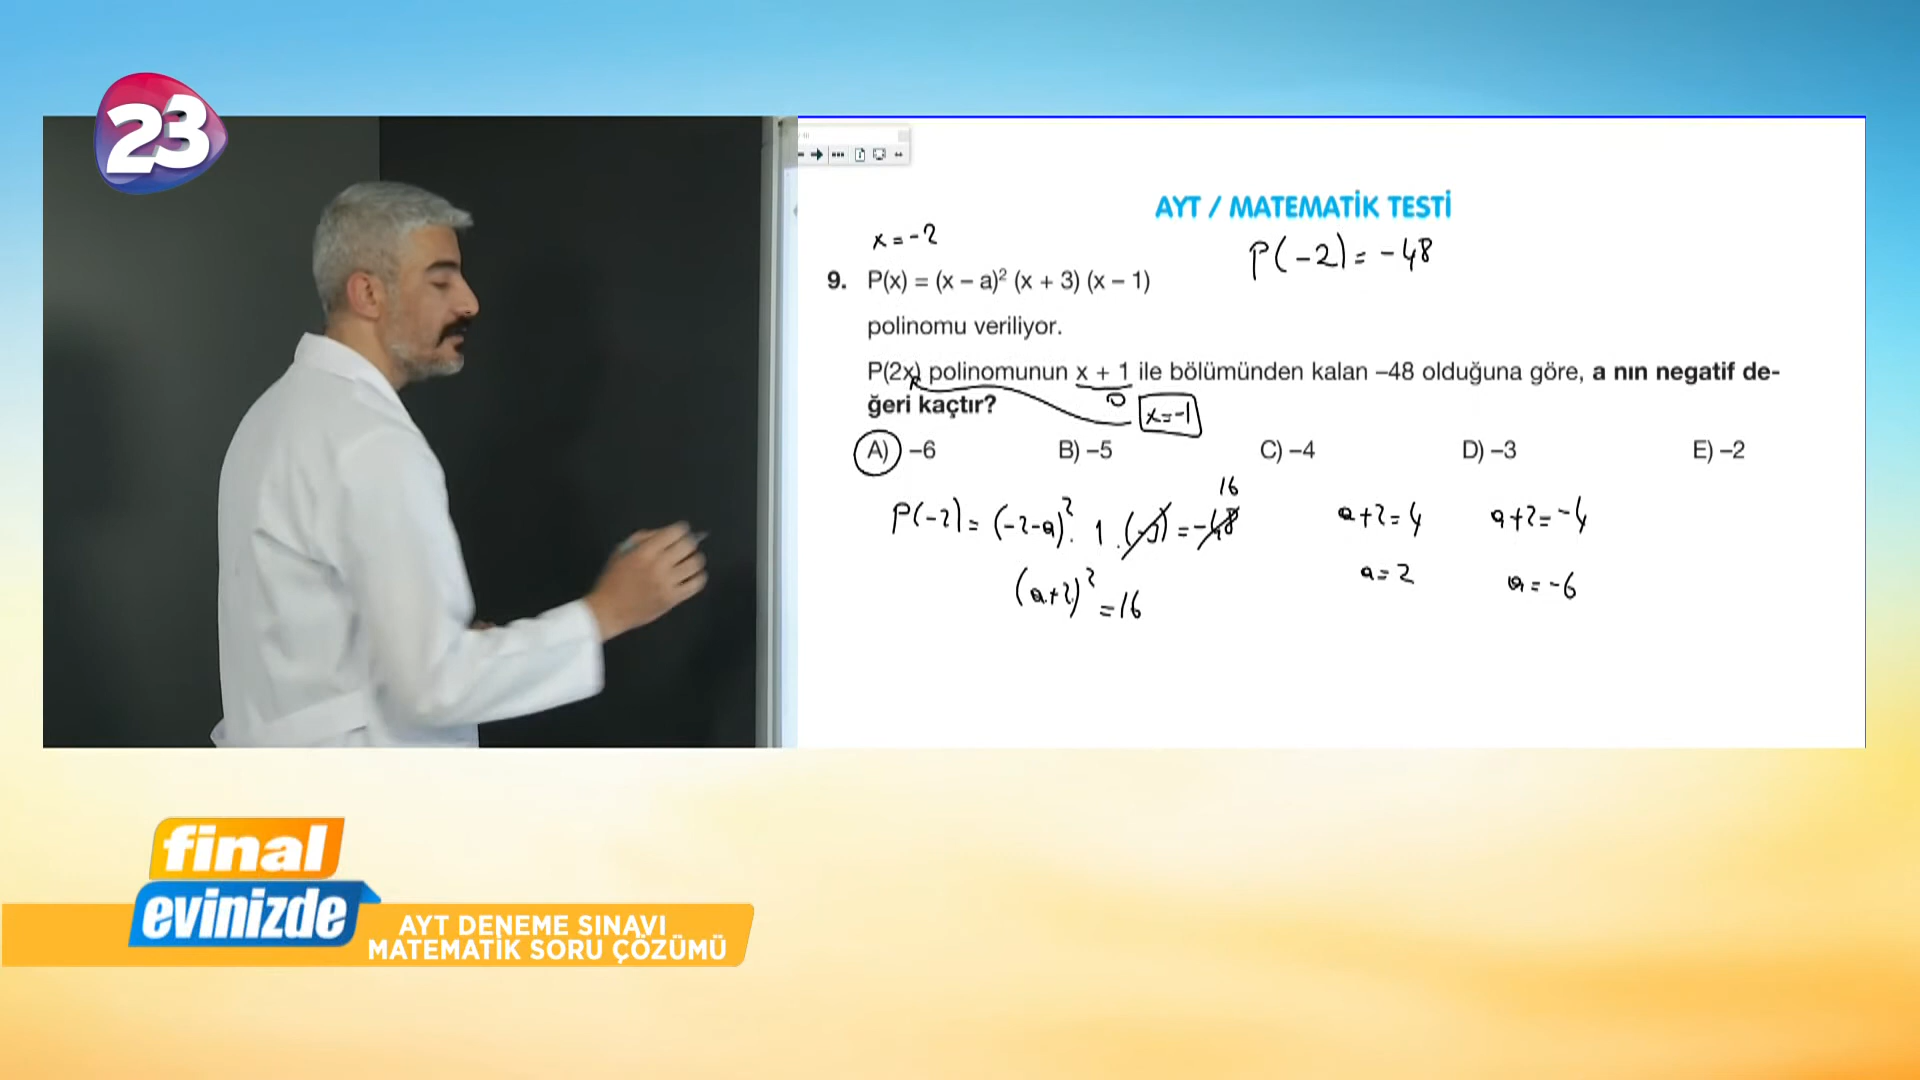 23
AYT / MATEMATİK TESTİ
x = -2
P(-2) = -48
9. P(x) = (x – a)² (x + 3) (x – 1)
polinomu veriliyor.
P(2x) polinomunun x + 1 ile bölümünden kalan –48 olduğuna göre, a nın negatif de-
ğeri kaçtır?
0
x=-1
A) –6 B) –5 C) –4 D) –3 E) –2
16
P(-2) = (-2-a)². 1 . (-3) = -48
a+2=4 a+2=-4
(a+2)² = 16
a=2 a=-6
final
evinizde
AYT DENEME SINAVI
MATEMATİK SORU ÇÖZÜMÜ